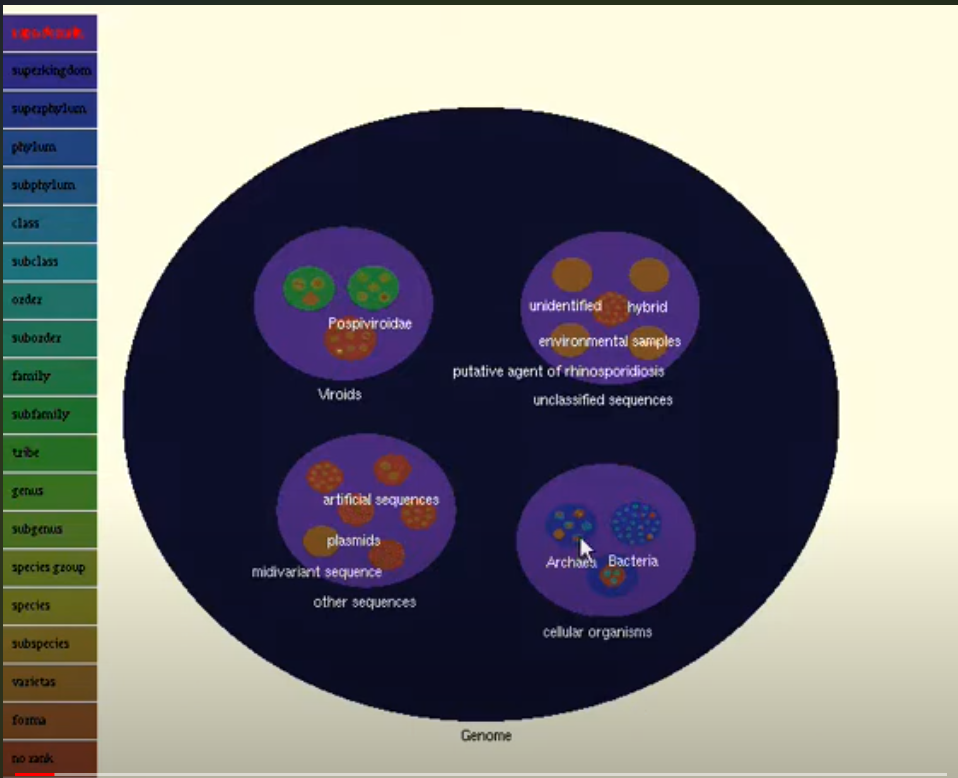 superkingdom
superphylum
phylum
subphylum
class
subclass
order
suborder
family
subfamily
tribe
genus
subgenus
species group
species
subspecies
varietas
forma
no rank
Pospiviroidae
Viroids
unidentified
hybrid
environmental samples
putative agent of rhinosporidiosis
unclassified sequences
artificial sequences
plasmids
midivariant sequence
other sequences
Archaea
Bacteria
cellular organisms
Genome